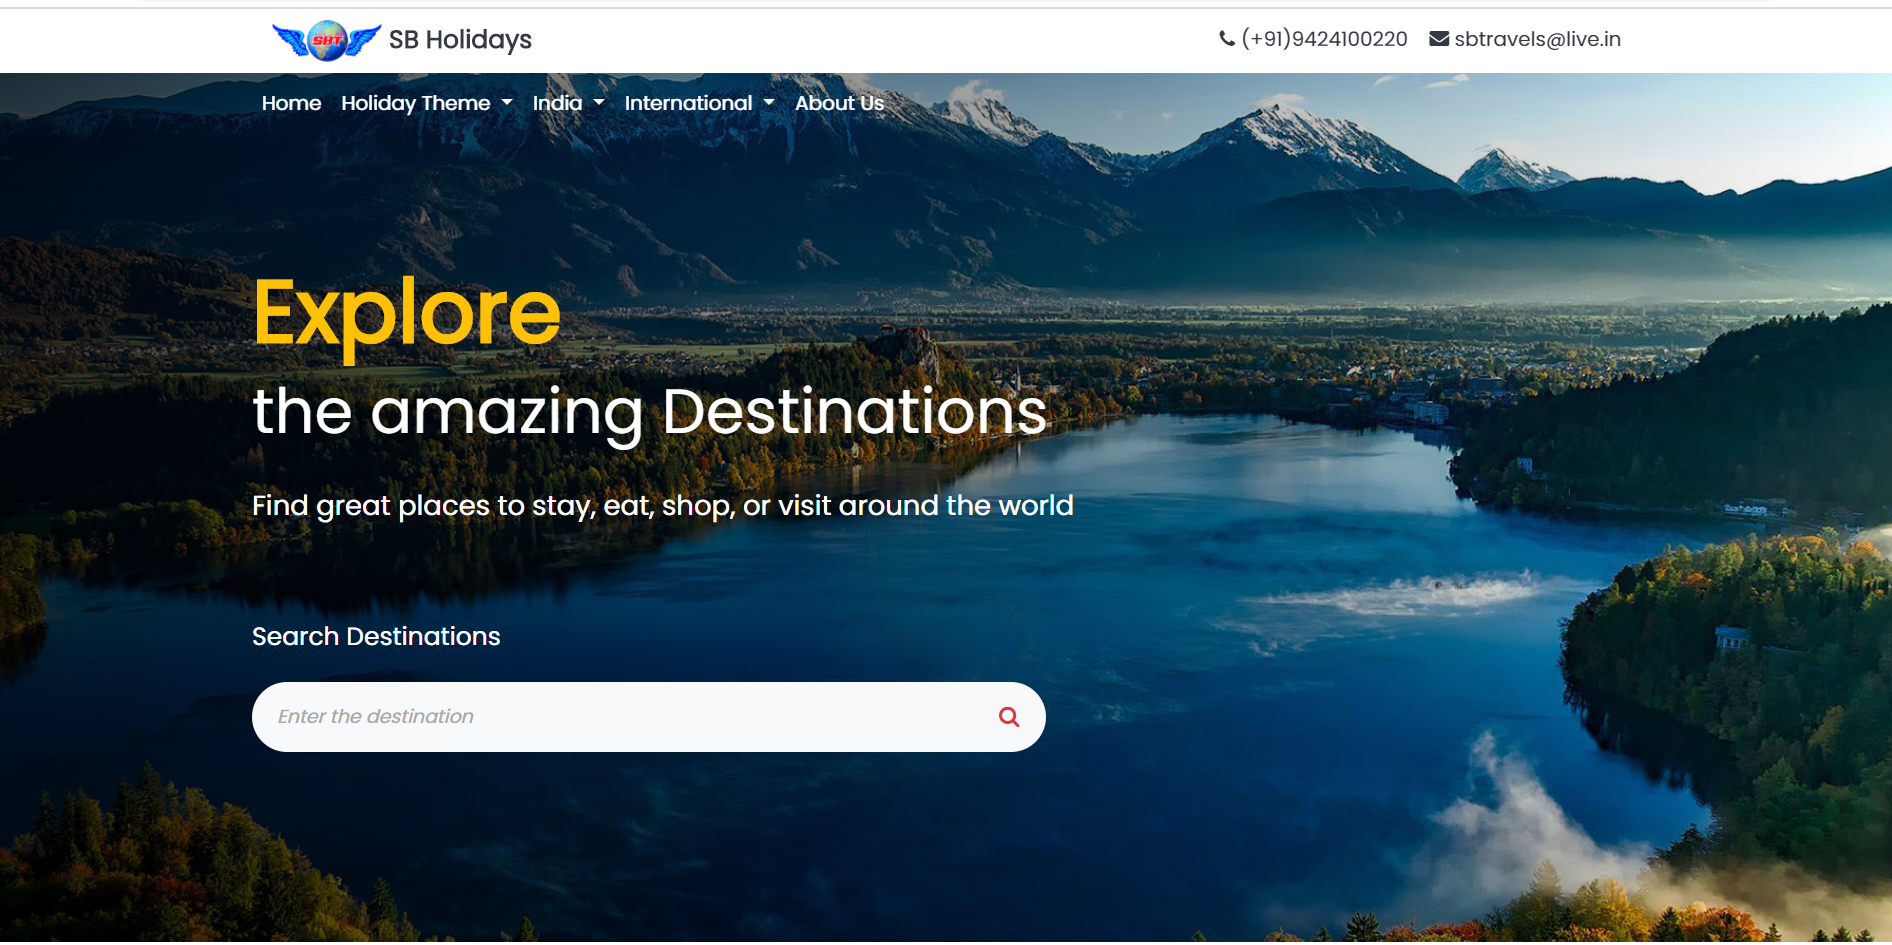 SBT SB Holidays
(+91)9424100220 sbtravels@live.in
Home Holiday Theme India International About Us
Explore
the amazing Destinations
Find great places to stay, eat, shop, or visit around the world
Search Destinations
Enter the destination